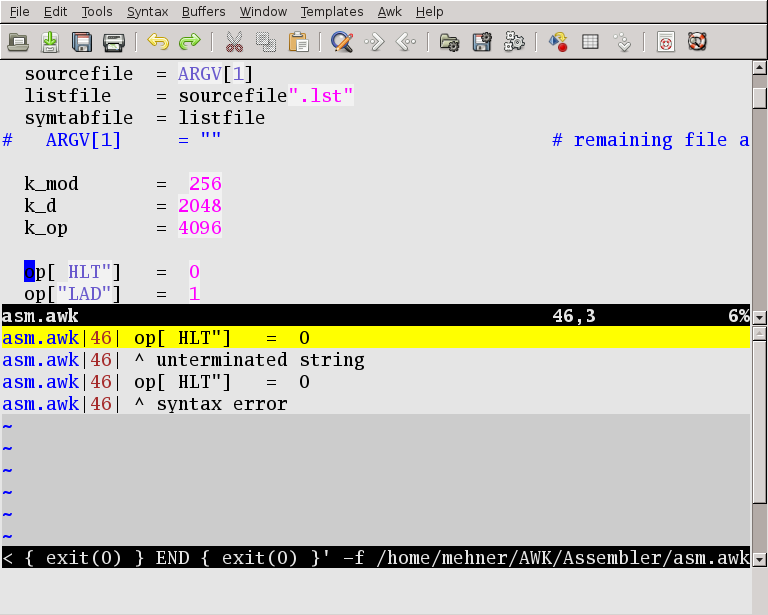 File Edit Tools Syntax Buffers Window Templates Awk Help
sourcefile  = ARGV[1]
listfile    = sourcefile".lst"
symtabfile  = listfile
#   ARGV[1]     = ""                              # remaining file a
k_mod       =  256
k_d         = 2048
k_op        = 4096
op[ HLT"]   =  0
op["LAD"]   =  1
asm.awk                                           46,3            6%
asm.awk|46| op[ HLT"]   =  0
asm.awk|46| ^ unterminated string
asm.awk|46| op[ HLT"]   =  0
asm.awk|46| ^ syntax error
~
~
~
~
~
~
< { exit(0) } END { exit(0) }' -f /home/mehner/AWK/Assembler/asm.awk